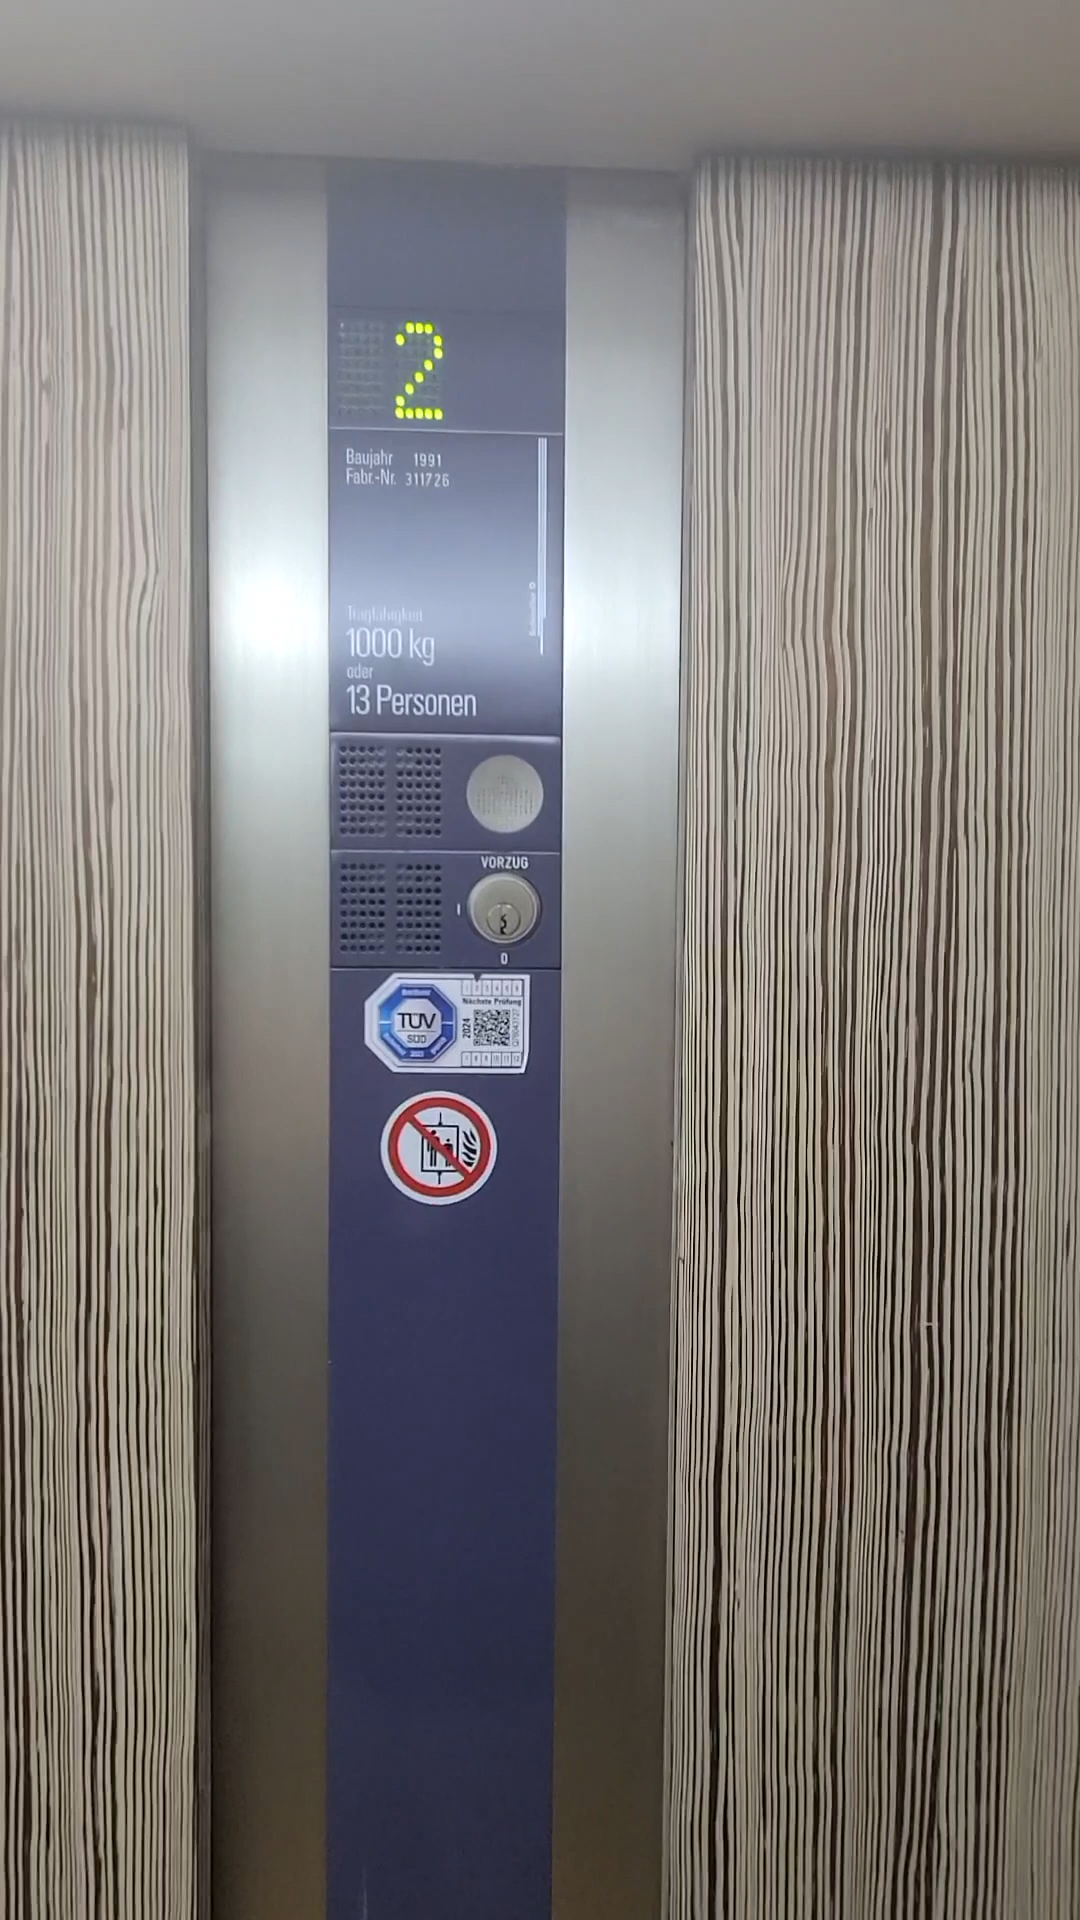 2
Baujahr 1991
Fabr.-Nr. 311726
Tragfähigkeit
1000 kg
oder
13 Personen
VORZUG
I
0
TÜV
SÜD
2023
Nächste Prüfung
2024